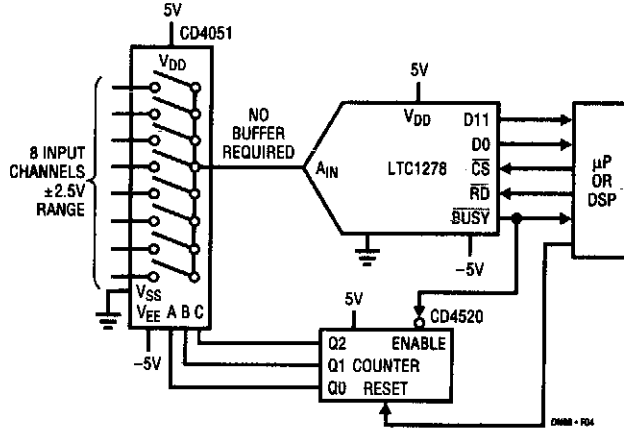 5V
CD4051
VDD
8 INPUT
CHANNELS
±2.5V
RANGE
VSS
VEE A B C
–5V
NO
BUFFER
REQUIRED
5V
VDD
AIN
LTC1278
D11
D0
CS
RD
BUSY
–5V
µP
OR
DSP
5V
CD4520
Q2 ENABLE
Q1 COUNTER
Q0 RESET